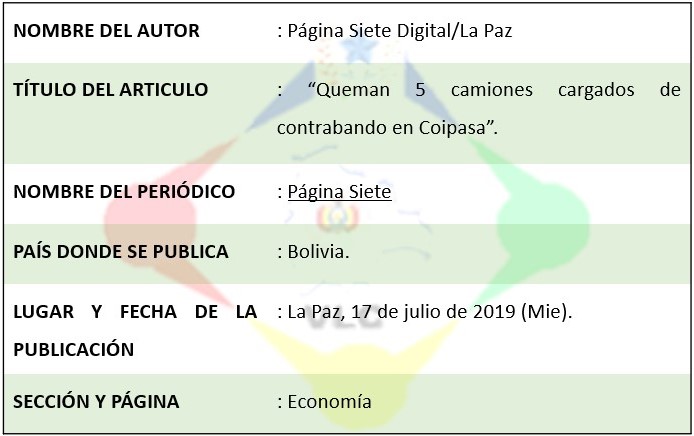 NOMBRE DEL AUTOR : Página Siete Digital/La Paz
TÍTULO DEL ARTICULO : “Queman 5 camiones cargados de
contrabando en Coipasa”.
NOMBRE DEL PERIÓDICO : Página Siete
PAÍS DONDE SE PUBLICA : Bolivia.
LUGAR Y FECHA DE LA : La Paz, 17 de julio de 2019 (Mie).
PUBLICACIÓN
SECCIÓN Y PÁGINA : Economía
VLC